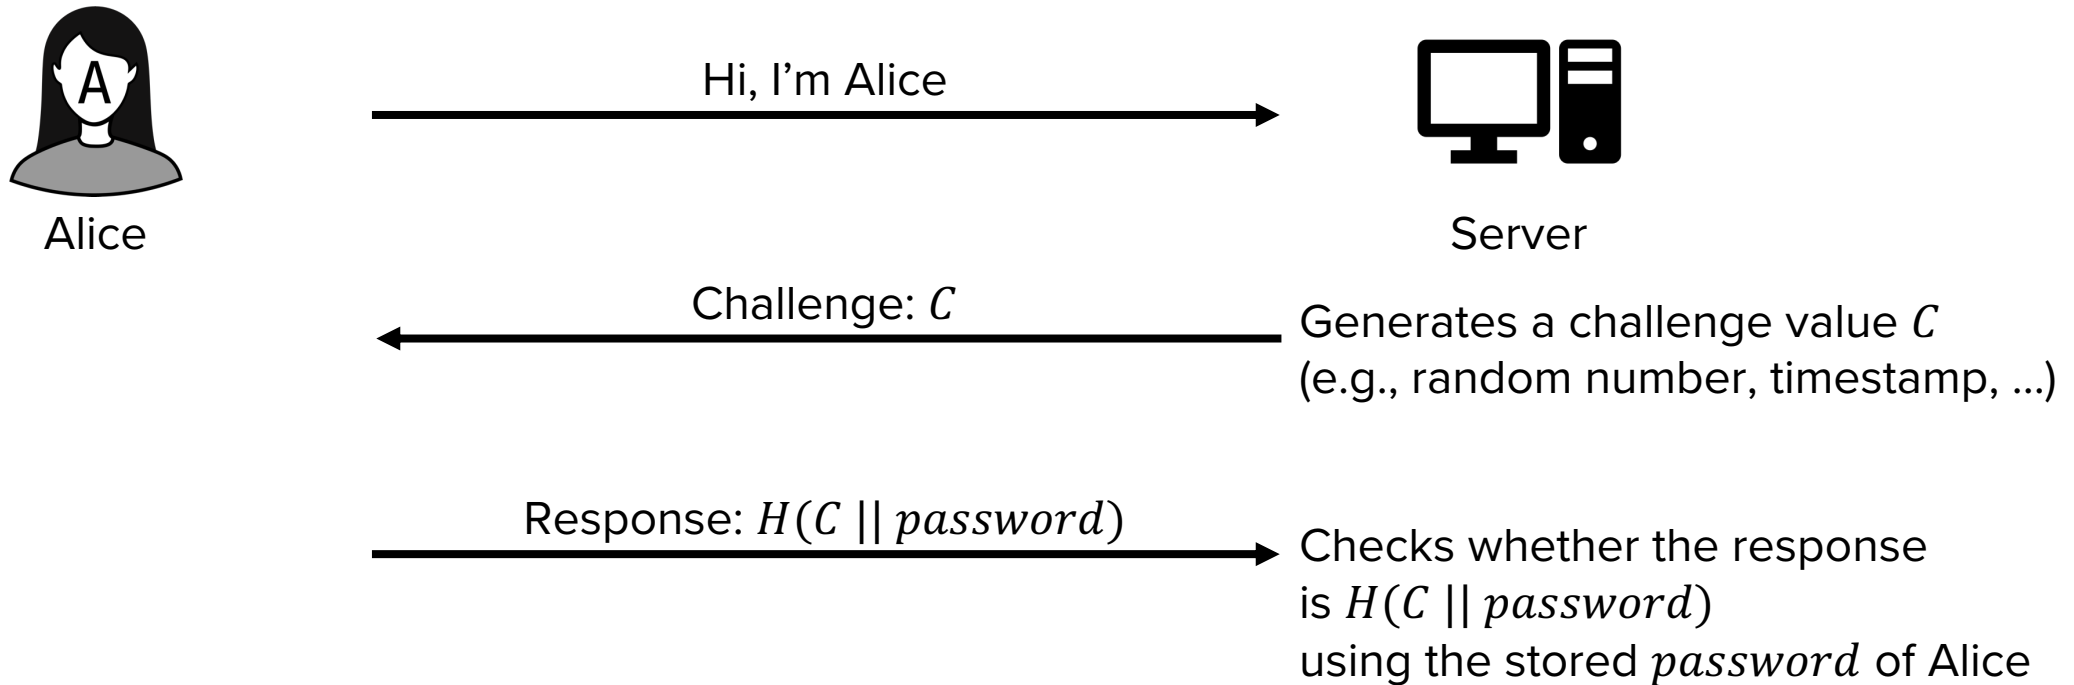 A
Hi, I’m Alice
Alice
Server
Challenge: C
Generates a challenge value C
(e.g., random number, timestamp, ...)
Response: H(C || password)
Checks whether the response
is H(C || password)
using the stored password of Alice